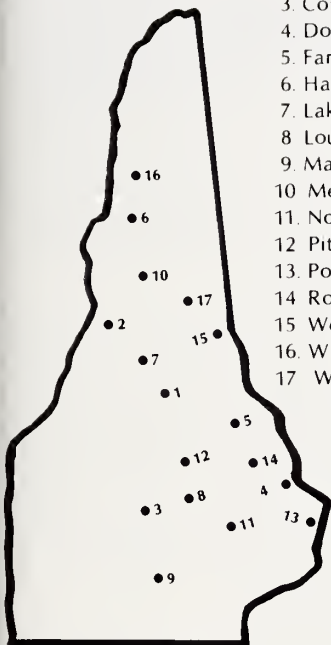 3. Co
4. Do
5. Far
6. Ha
7. Lak
8 Lou
9. Ma
10 Me
11. No
12 Pit
13. Po
14 Ro
15 W
16. W
17 W
16
6
10
17
2
15
7
1
5
12
14
8
4
3
11
13
9